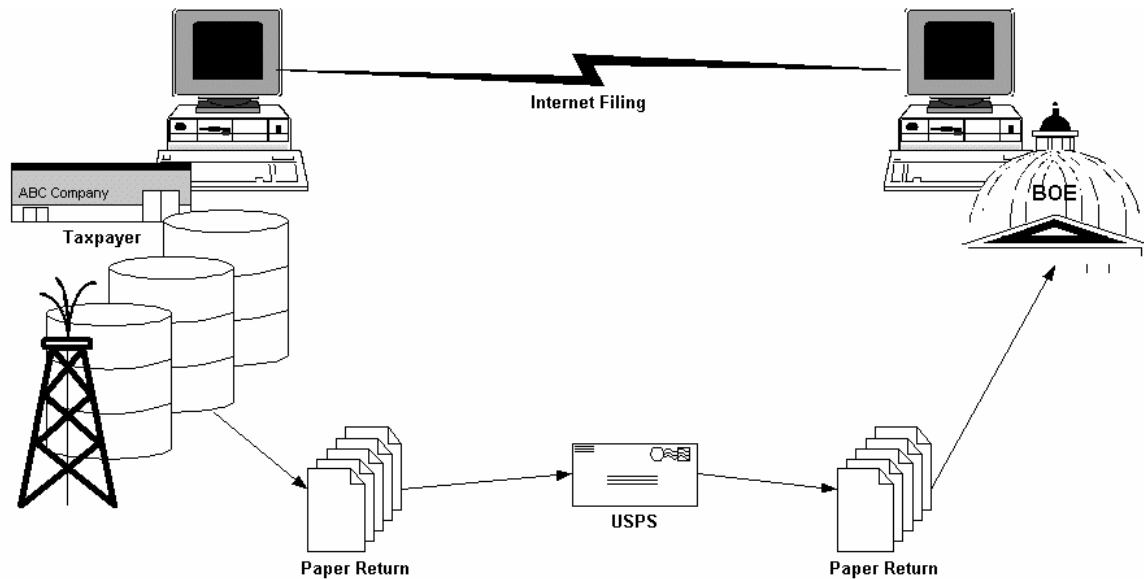 Internet Filing
ABC Company
BOE
Taxpayer
USPS
Paper Return
Paper Return